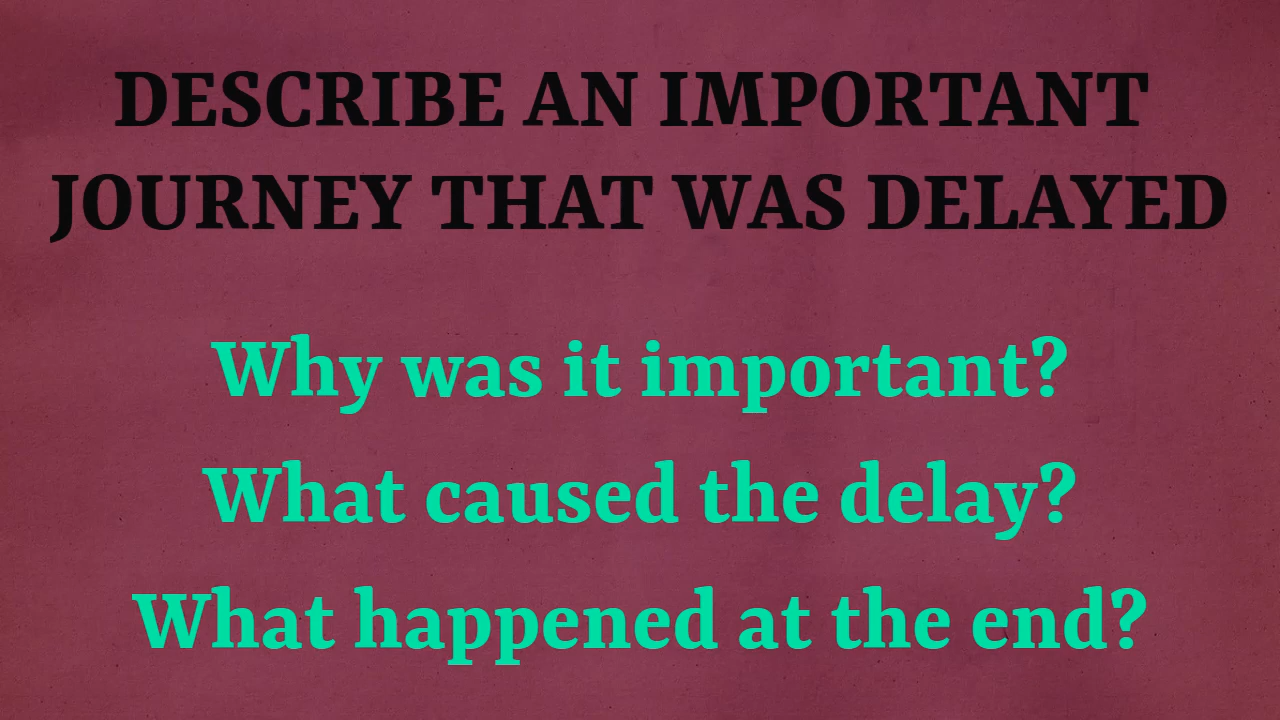 DESCRIBE AN IMPORTANT
JOURNEY THAT WAS DELAYED
Why was it important?
What caused the delay?
What happened at the end?